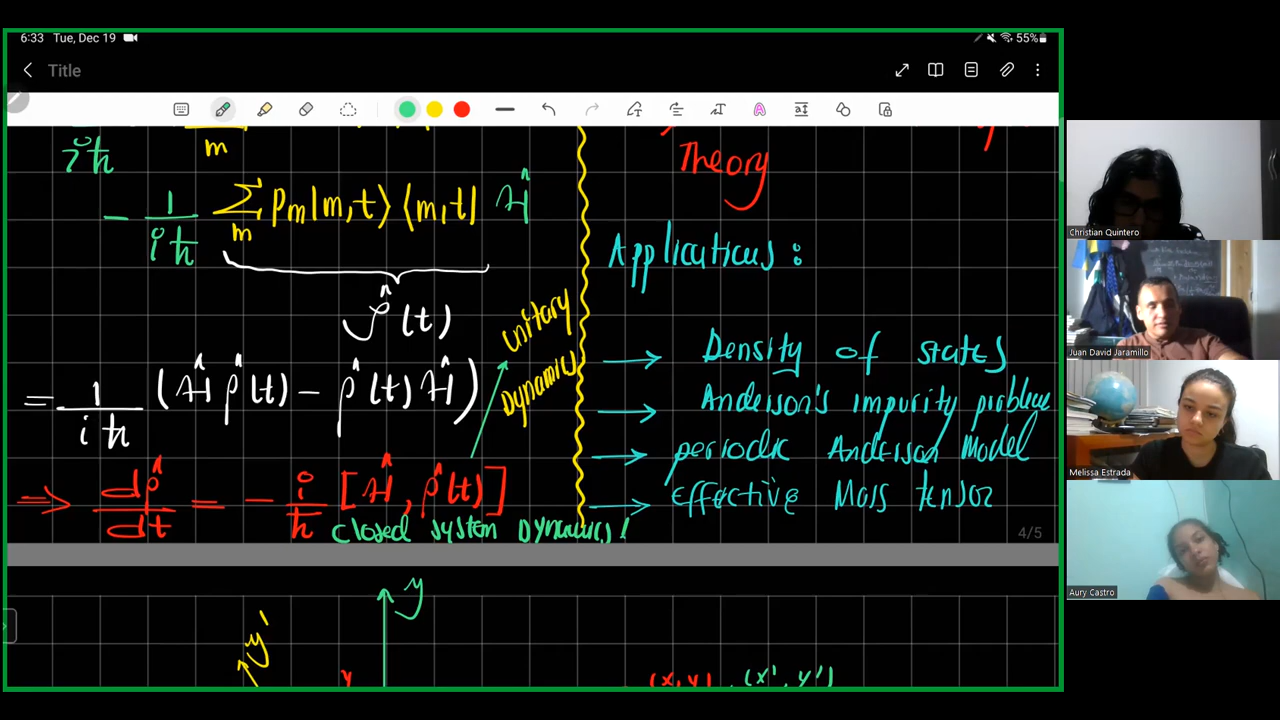 6:33 Tue, Dec 19
55%
Title
iħ
m
- 1/iħ Σ_m p_m |m,t⟩⟨m,t| Ĥ
ρ̂(t)
= 1/iħ (Ĥ ρ̂(t) - ρ̂(t) Ĥ)
Unitary
Dynamics
⇒ dρ̂/dt = - i/ħ [Ĥ, ρ̂(t)]
Closed system Dynamics!
Theory
Applications:
→ Density of states
→ Anderson's impurity problem
→ periodic Anderson Model
→ effective Mass tensor
4/5
y
y'
(x,y) . (x',y')
Christian Quintero
Juan David Jaramillo
Melissa Estrada
Aury Castro